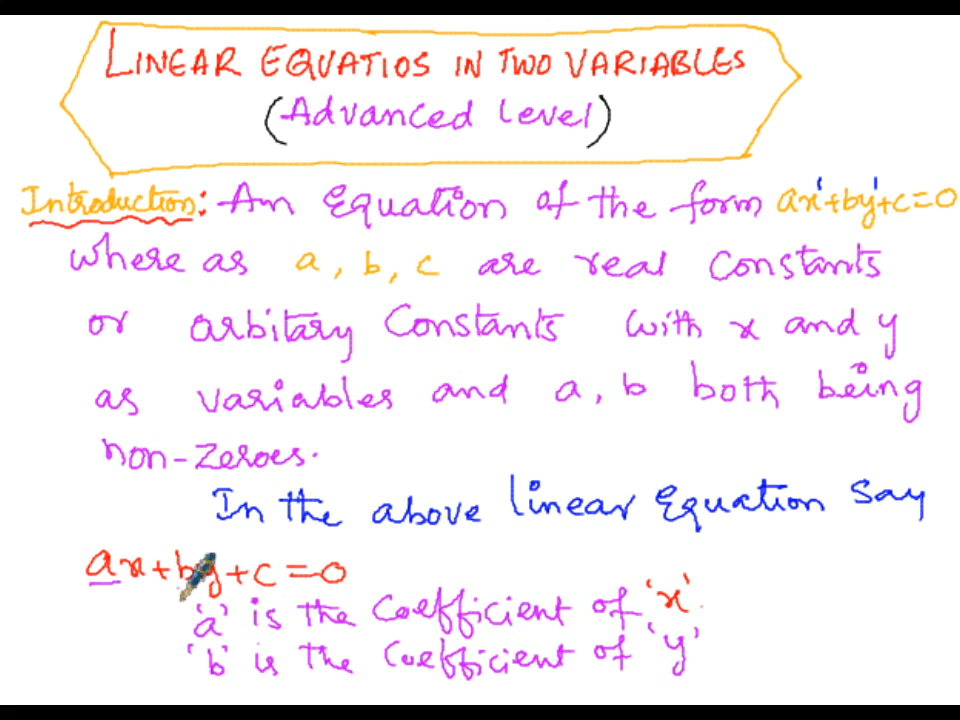 LINEAR EQUATIOS IN TWO VARIABLES
(Advanced Level)
Introduction: An Equation of the form ax¹+by¹+c=0
where as a, b, c are real Constants
or arbitary Constants with x and y
as variables and a, b both being
non-zeroes.
In the above linear Equation say
ax+by+c=0
'a' is the coefficient of 'x'.
'b' is the coefficient of 'y'